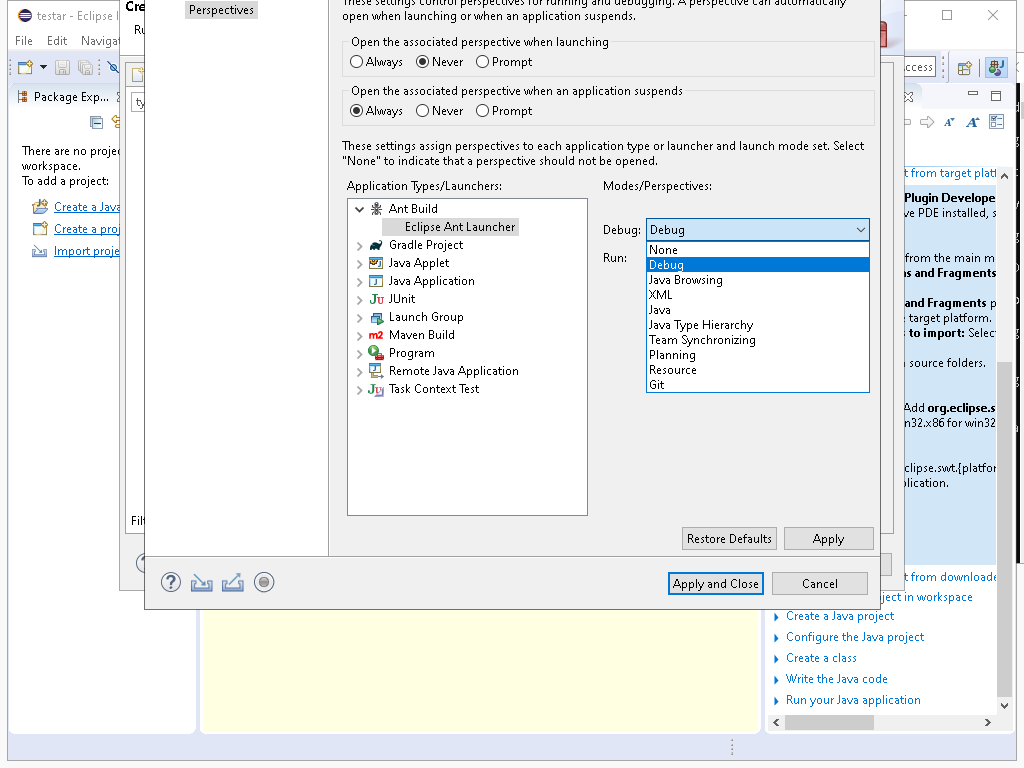 testar - Eclipse
Cre
Perspectives
These settings control perspectives for running and debugging. A perspective can automatically
open when launching or when an application suspends.
File Edit Navigat
Ru
Open the associated perspective when launching
Always Never Prompt
ccess
Open the associated perspective when an application suspends
Package Exp...
ty
Always Never Prompt
There are no proje
workspace.
To add a project:
Create a Java
Create a proj
Import proje
These settings assign perspectives to each application type or launcher and launch mode set. Select
"None" to indicate that a perspective should not be opened.
Application Types/Launchers:
Modes/Perspectives:
Ant Build
Eclipse Ant Launcher
Gradle Project
Java Applet
Java Application
JUnit
Launch Group
Maven Build
Program
Remote Java Application
Task Context Test
Debug: Debug
Run:
None
Debug
Java Browsing
XML
Java
Java Type Hierarchy
Team Synchronizing
Planning
Resource
Git
t from target platf
Plugin Develope
ve PDE installed, s
from the main m
ns and Fragments
and Fragments p
e target platform.
s to import: Selec
n source folders.
Add org.eclipse.s
n32.x86 for win32
clipse.swt.{platfor
plication.
Filt
Restore Defaults Apply
Apply and Close Cancel
t from downloade
ject in workspace
Create a Java project
Configure the Java project
Create a class
Write the Java code
Run your Java application